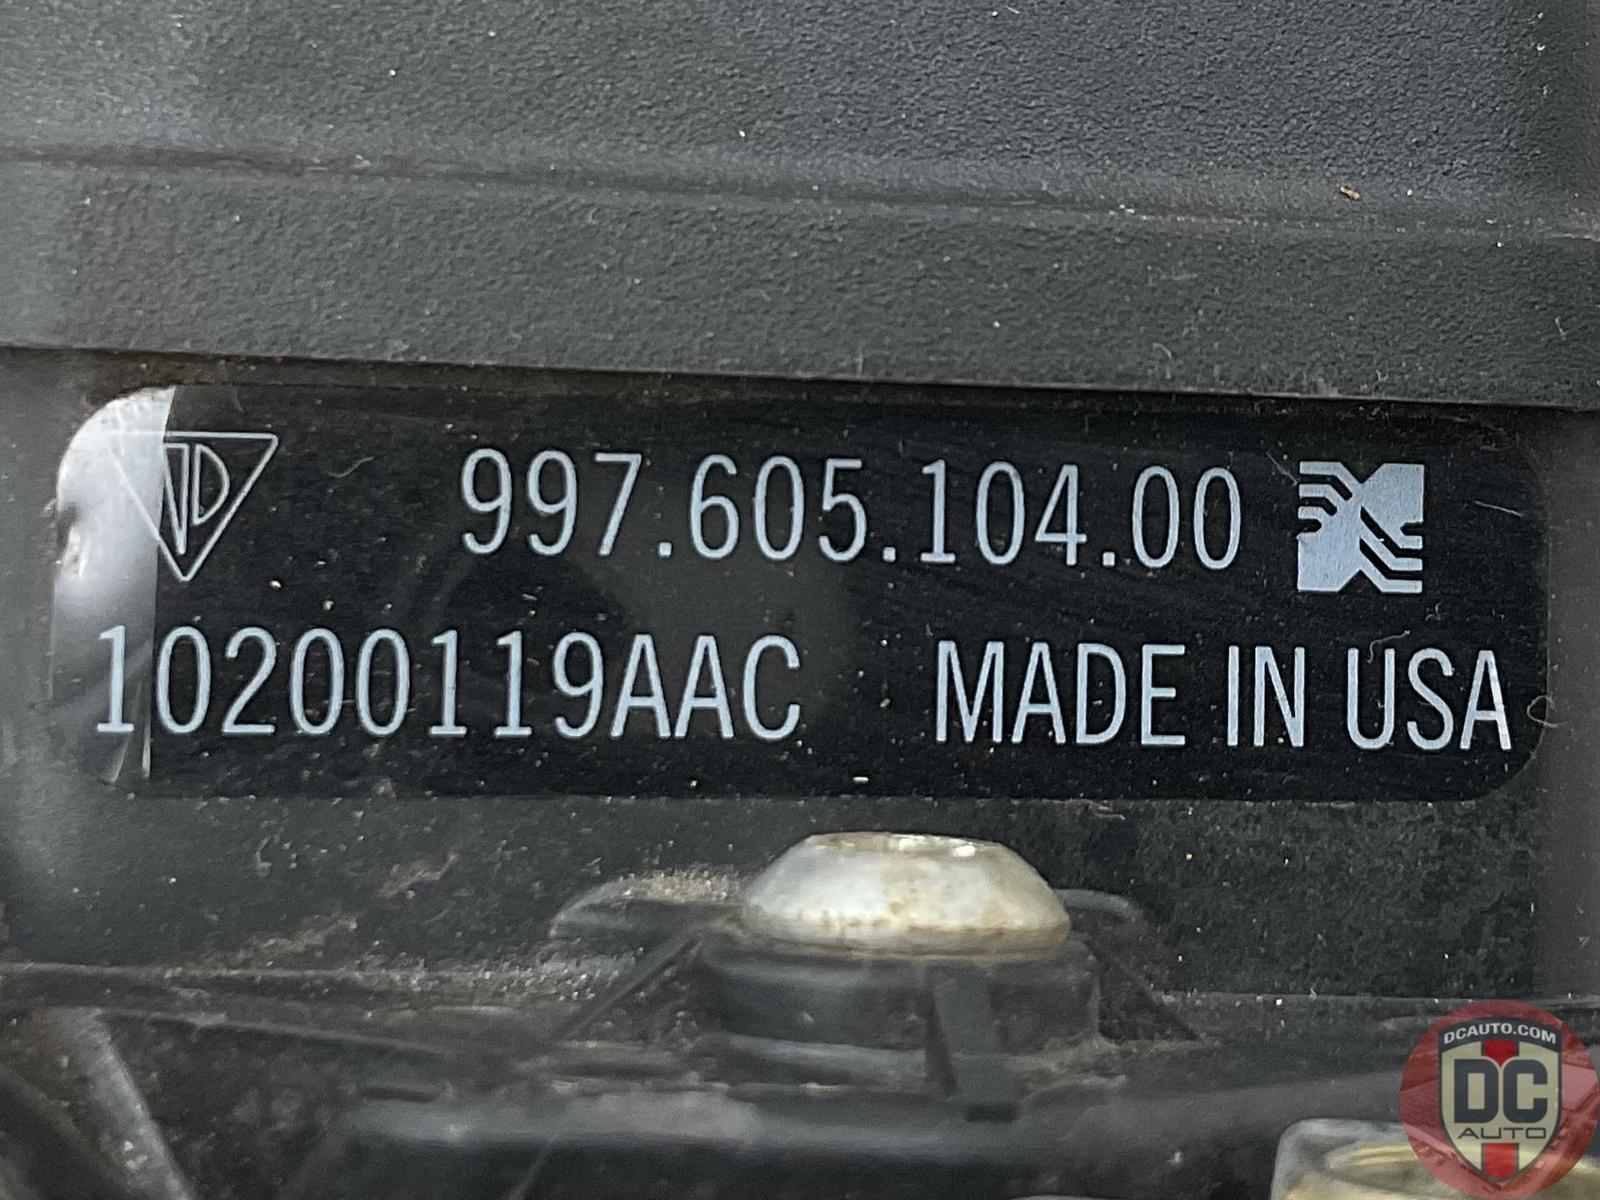 997.605.104.00
10200119AAC MADE IN USA
DCAUTO.COM
DC
AUTO